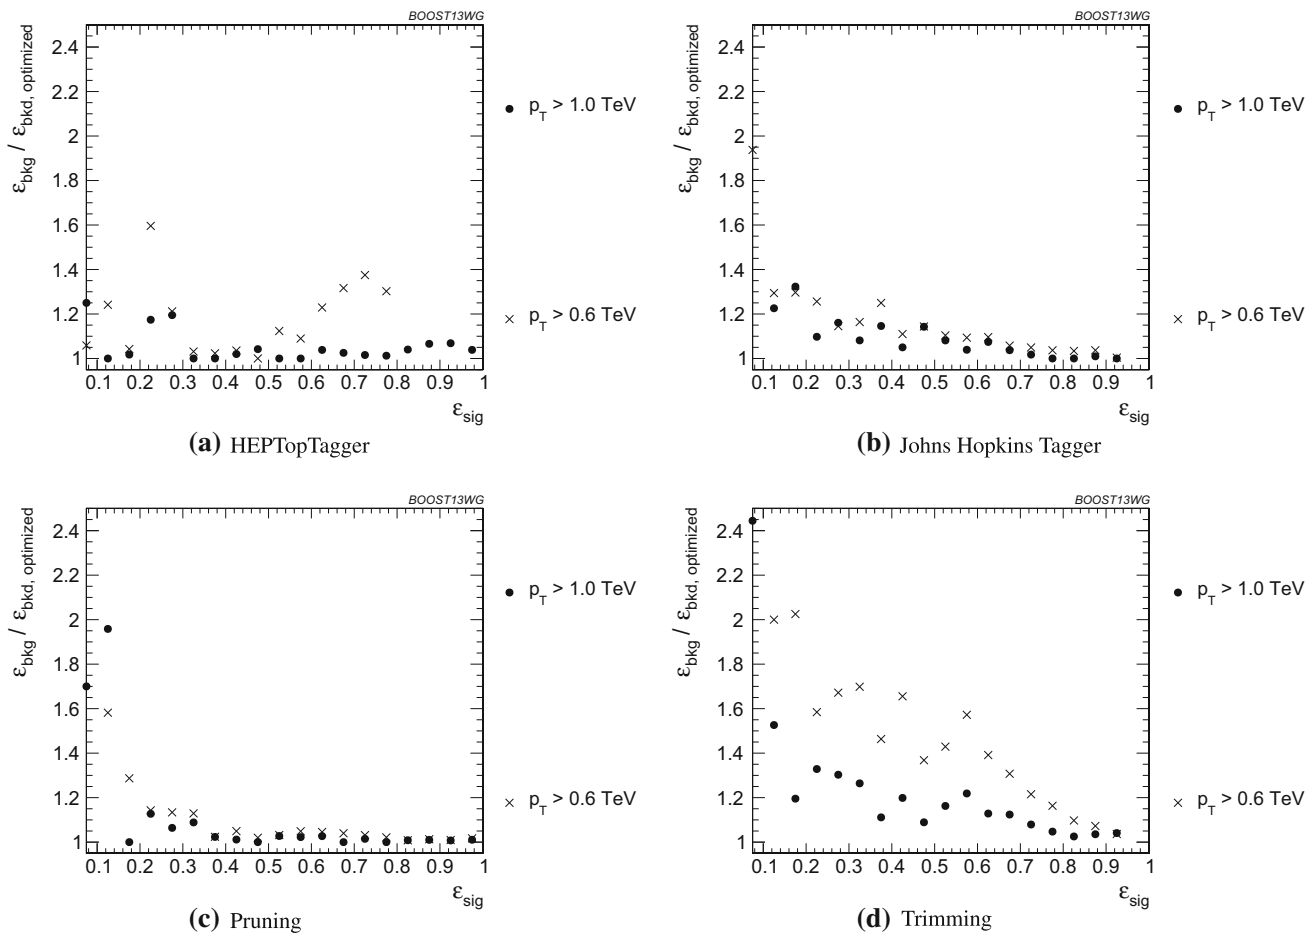 BOOST13WG
ε_bkg / ε_bkd, optimized
2.4
2.2
2
1.8
1.6
1.4
1.2
1
0.1 0.2 0.3 0.4 0.5 0.6 0.7 0.8 0.9 1
ε_sig
p_T > 1.0 TeV
p_T > 0.6 TeV
(a) HEPTopTagger
BOOST13WG
ε_bkg / ε_bkd, optimized
2.4
2.2
2
1.8
1.6
1.4
1.2
1
0.1 0.2 0.3 0.4 0.5 0.6 0.7 0.8 0.9 1
ε_sig
p_T > 1.0 TeV
p_T > 0.6 TeV
(b) Johns Hopkins Tagger
BOOST13WG
ε_bkg / ε_bkd, optimized
2.4
2.2
2
1.8
1.6
1.4
1.2
1
0.1 0.2 0.3 0.4 0.5 0.6 0.7 0.8 0.9 1
ε_sig
p_T > 1.0 TeV
p_T > 0.6 TeV
(c) Pruning
BOOST13WG
ε_bkg / ε_bkd, optimized
2.4
2.2
2
1.8
1.6
1.4
1.2
1
0.1 0.2 0.3 0.4 0.5 0.6 0.7 0.8 0.9 1
ε_sig
p_T > 1.0 TeV
p_T > 0.6 TeV
(d) Trimming